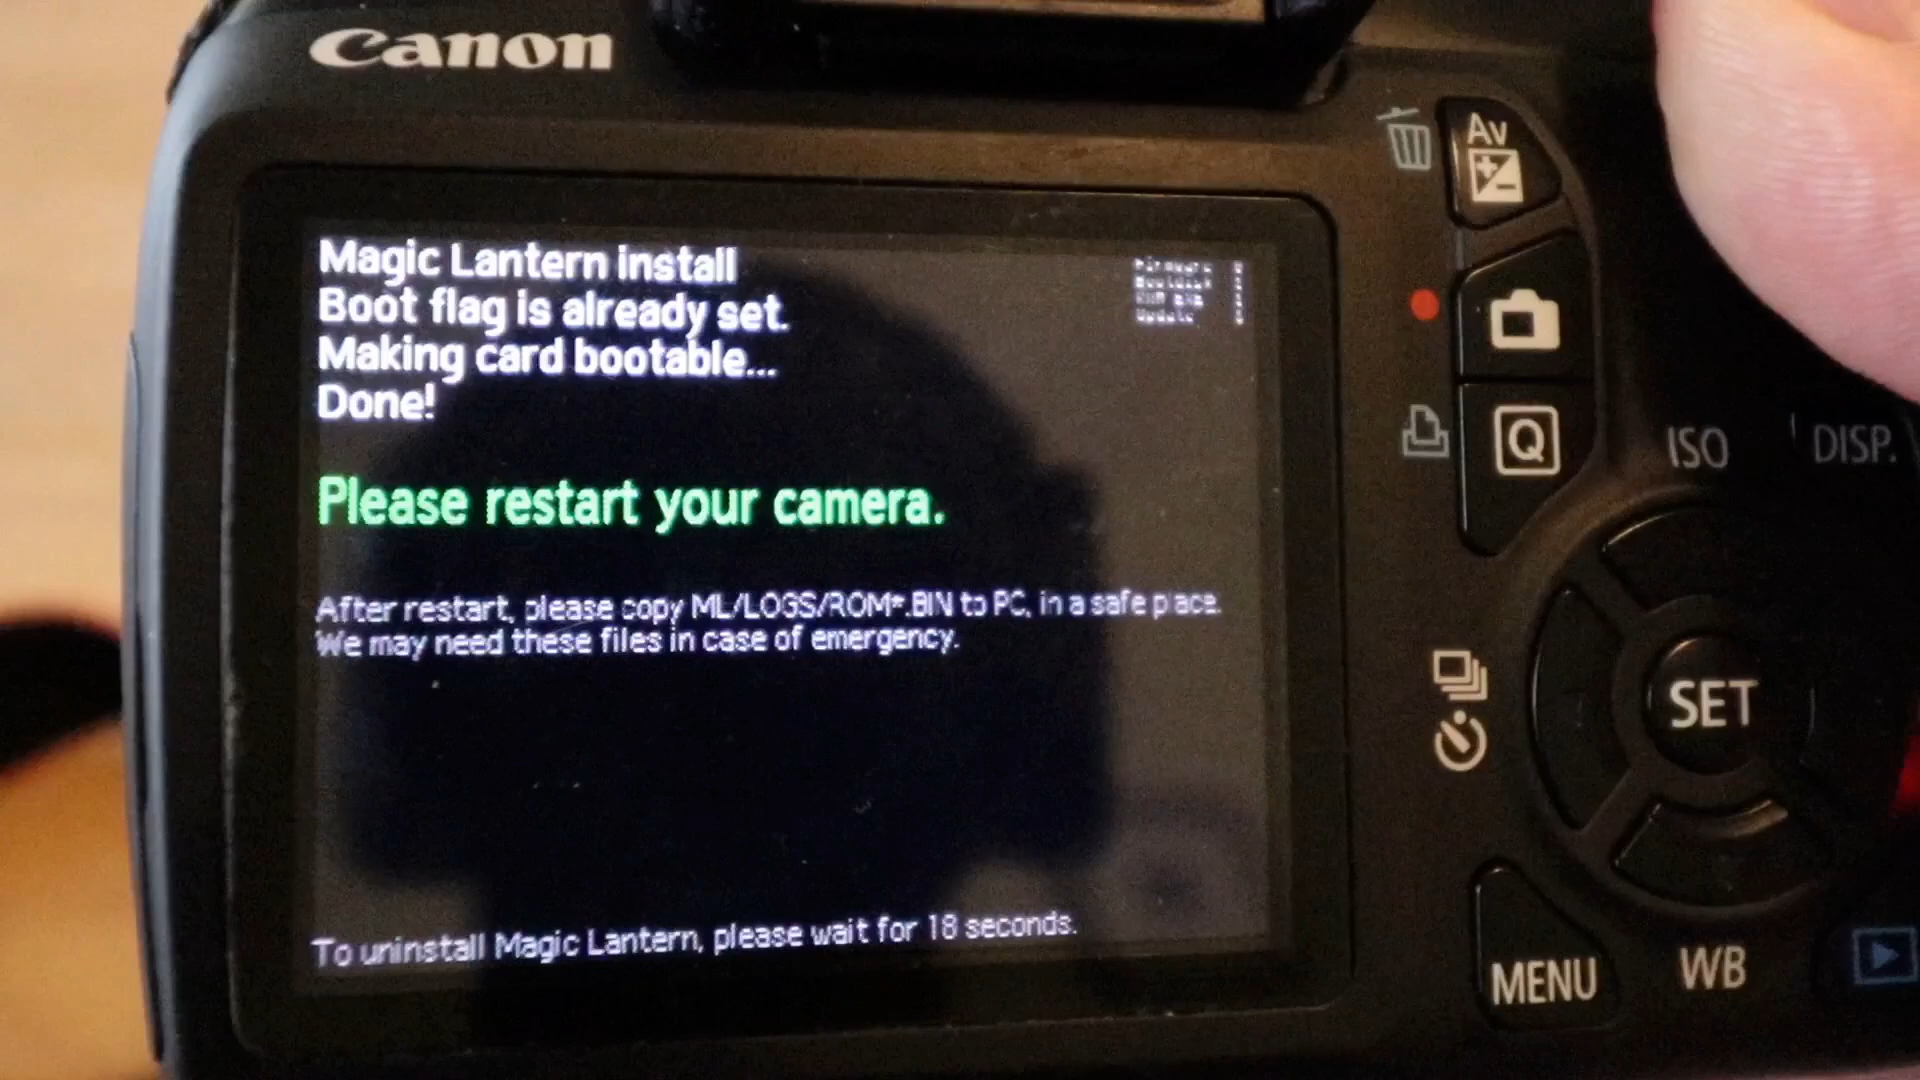 Canon
Magic Lantern install
Boot flag is already set.
Making card bootable...
Done!
Please restart your camera.
After restart, please copy ML/LOGS/ROM*.BIN to PC, in a safe place.
We may need these files in case of emergency.
To uninstall Magic Lantern, please wait for 18 seconds.
Av
Q
ISO
DISP.
SET
MENU
WB